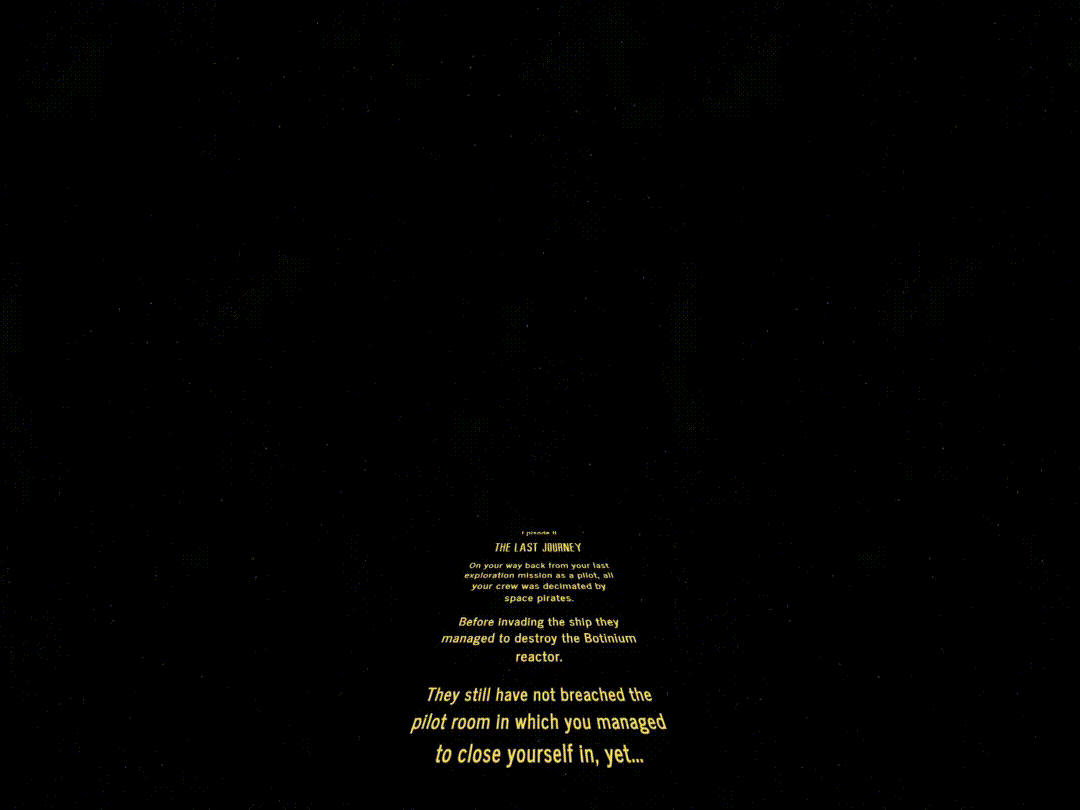 Episode II
THE LAST JOURNEY
On your way back from your last
exploration mission as a pilot, all
your crew was decimated by
space pirates.
Before invading the ship they
managed to destroy the Botinium
reactor.
They still have not breached the
pilot room in which you managed
to close yourself in, yet...